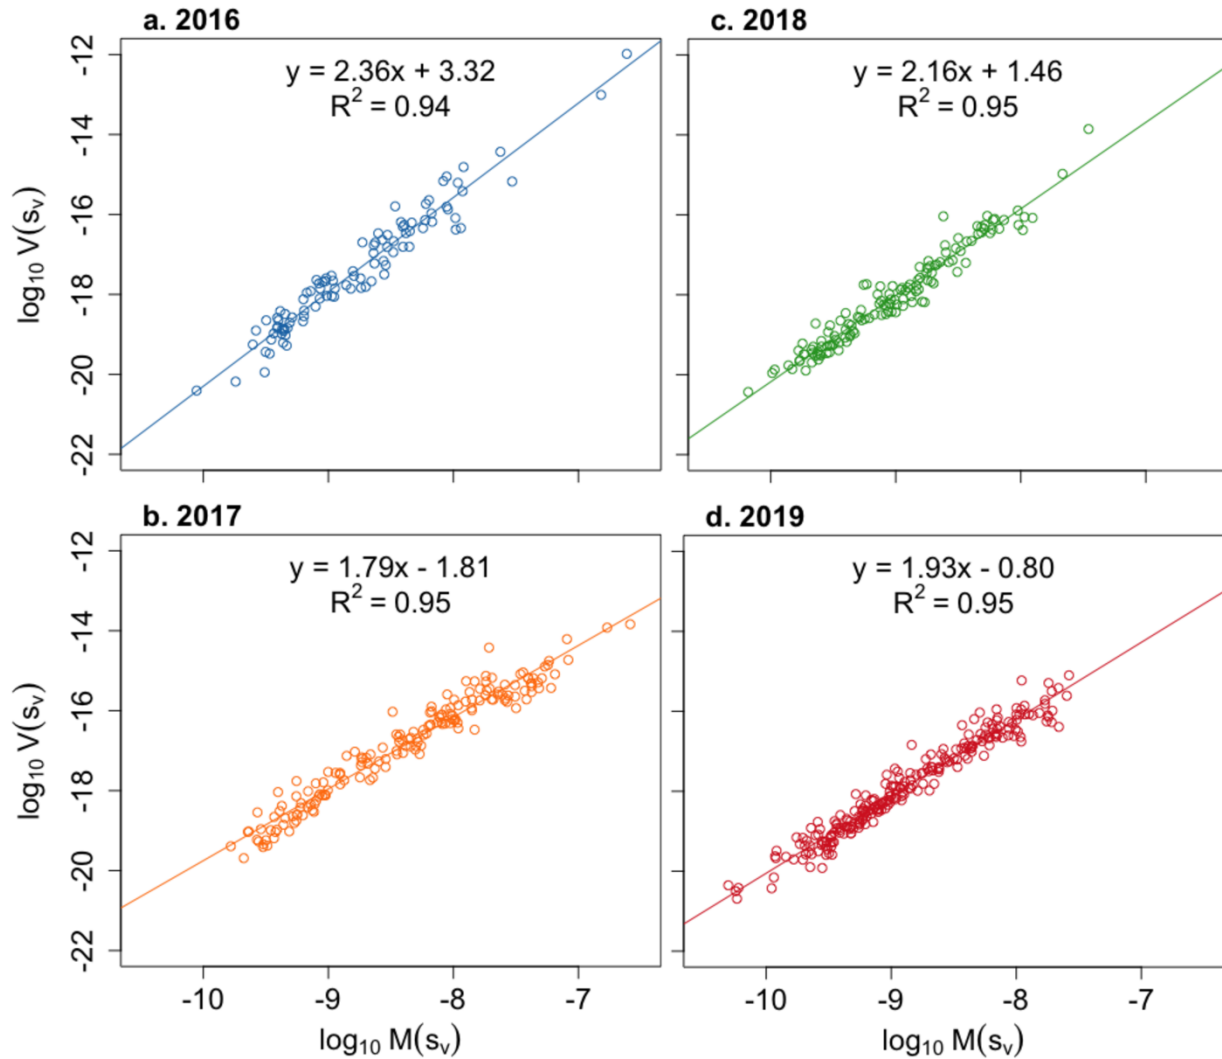 a. 2016
y = 2.36x + 3.32
R² = 0.94
log₁₀ V(sᵥ)
-12
-14
-16
-18
-20
-22
c. 2018
y = 2.16x + 1.46
R² = 0.95
b. 2017
y = 1.79x - 1.81
R² = 0.95
log₁₀ V(sᵥ)
-12
-14
-16
-18
-20
-22
-10 -9 -8 -7
log₁₀ M(sᵥ)
d. 2019
y = 1.93x - 0.80
R² = 0.95
-10 -9 -8 -7
log₁₀ M(sᵥ)